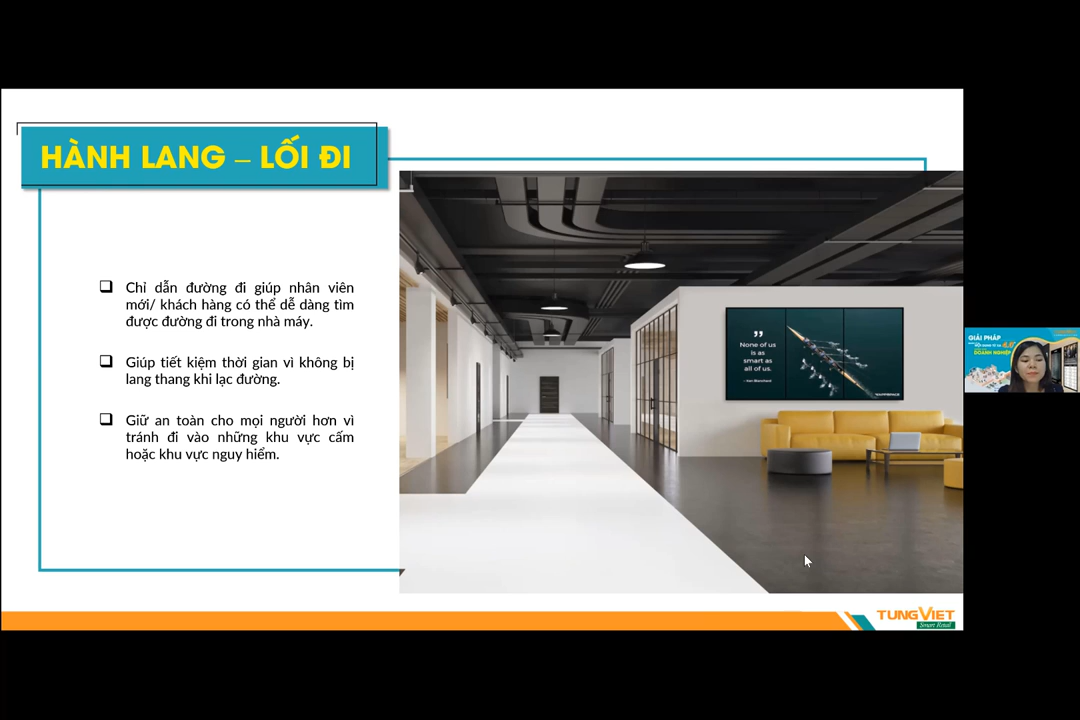 HÀNH LANG – LỐI ĐI
Chỉ dẫn đường đi giúp nhân viên
mới/ khách hàng có thể dễ dàng tìm
được đường đi trong nhà máy.
Giúp tiết kiệm thời gian vì không bị
lang thang khi lạc đường.
Giữ an toàn cho mọi người hơn vì
tránh đi vào những khu vực cấm
hoặc khu vực nguy hiểm.
”
None of us
is as
smart as
all of us.
- Ken Blanchard
GIẢI PHÁP
DOANH NGHIỆP
TUNGVIET
Smart Retail